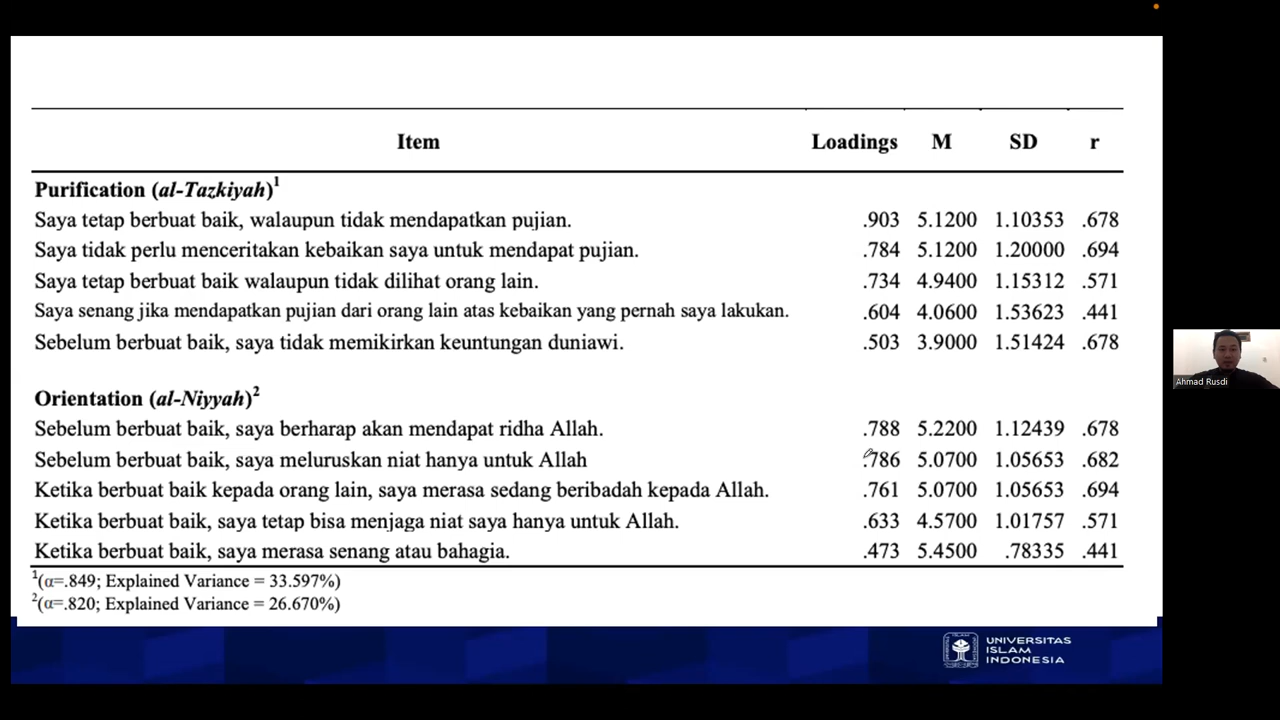 Item Loadings M SD r
Purification (al-Tazkiyah)1
Saya tetap berbuat baik, walaupun tidak mendapatkan pujian. .903 5.1200 1.10353 .678
Saya tidak perlu menceritakan kebaikan saya untuk mendapat pujian. .784 5.1200 1.20000 .694
Saya tetap berbuat baik walaupun tidak dilihat orang lain. .734 4.9400 1.15312 .571
Saya senang jika mendapatkan pujian dari orang lain atas kebaikan yang pernah saya lakukan. .604 4.0600 1.53623 .441
Sebelum berbuat baik, saya tidak memikirkan keuntungan duniawi. .503 3.9000 1.51424 .678
Orientation (al-Niyyah)2
Sebelum berbuat baik, saya berharap akan mendapat ridha Allah. .788 5.2200 1.12439 .678
Sebelum berbuat baik, saya meluruskan niat hanya untuk Allah .786 5.0700 1.05653 .682
Ketika berbuat baik kepada orang lain, saya merasa sedang beribadah kepada Allah. .761 5.0700 1.05653 .694
Ketika berbuat baik, saya tetap bisa menjaga niat saya hanya untuk Allah. .633 4.5700 1.01757 .571
Ketika berbuat baik, saya merasa senang atau bahagia. .473 5.4500 .78335 .441
1(α=.849; Explained Variance = 33.597%)
2(α=.820; Explained Variance = 26.670%)
UNIVERSITAS
ISLAM
INDONESIA
Ahmad Rusdi